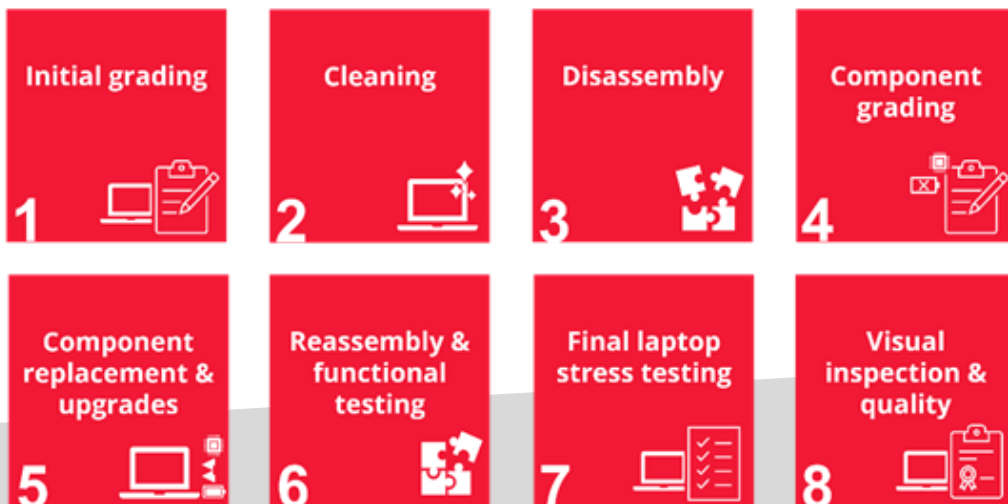 Initial grading
1
Cleaning
2
Disassembly
3
Component
grading
4
Component
replacement &
upgrades
5
Reassembly &
functional
testing
6
Final laptop
stress testing
7
Visual
inspection &
quality
8